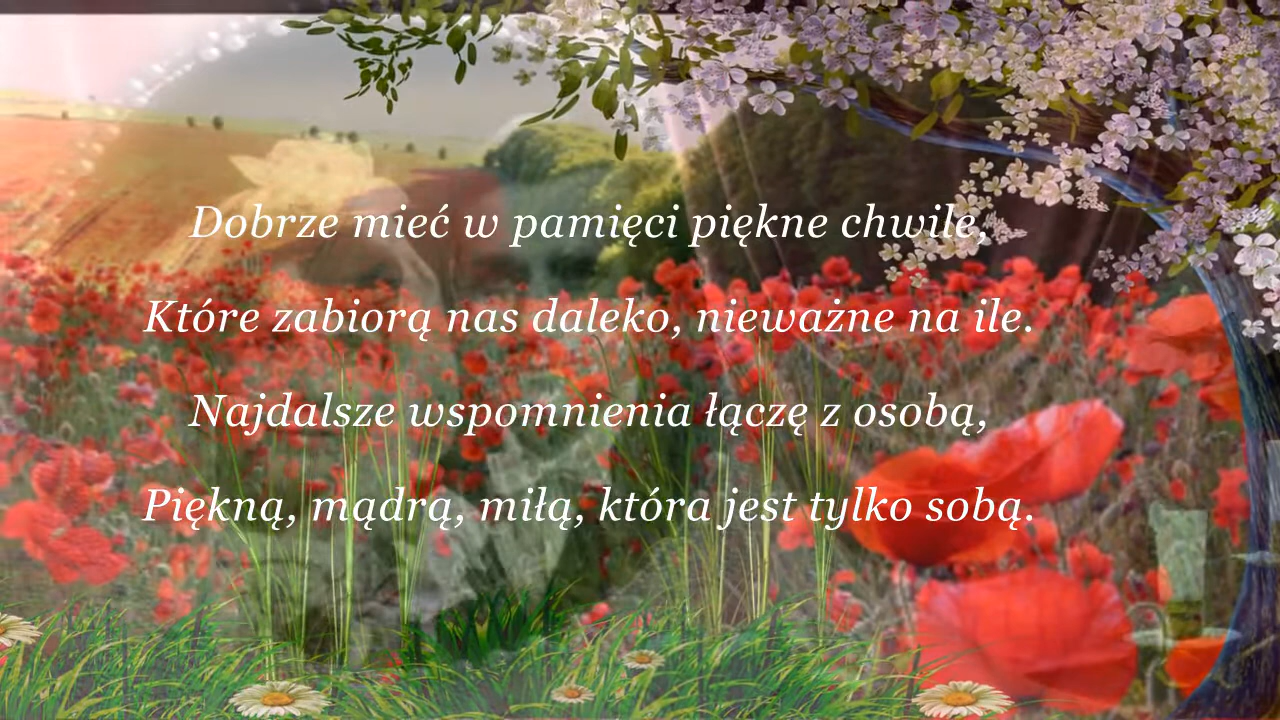 Dobrze mieć w pamięci piękne chwile,
Które zabiorą nas daleko, nieważne na ile.
Najdalsze wspomnienia łączę z osobą,
Piękną, mądrą, miłą, która jest tylko sobą.